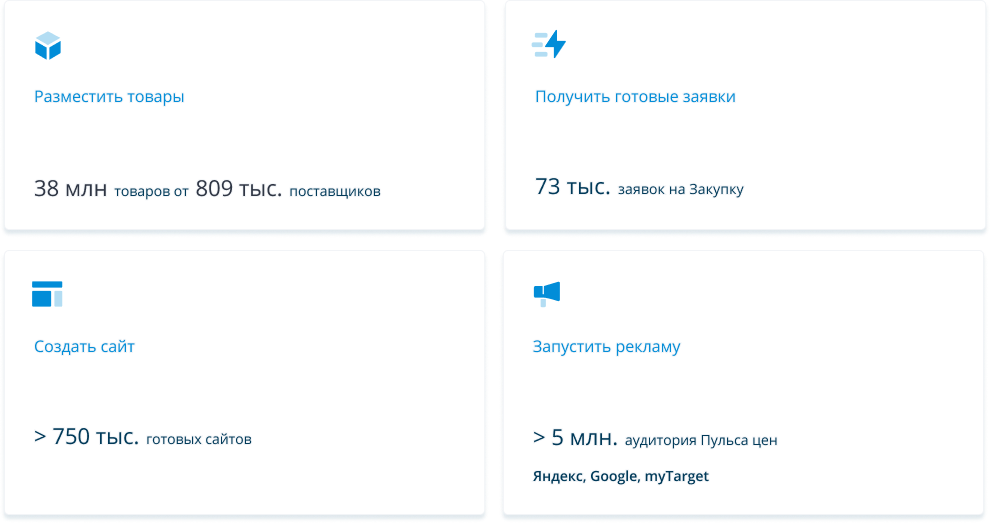 Разместить товары
38 млн товаров от 809 тыс. поставщиков
Получить готовые заявки
73 тыс. заявок на Закупку
Создать сайт
> 750 тыс. готовых сайтов
Запустить рекламу
> 5 млн. аудитория Пульса цен
Яндекс, Google, myTarget